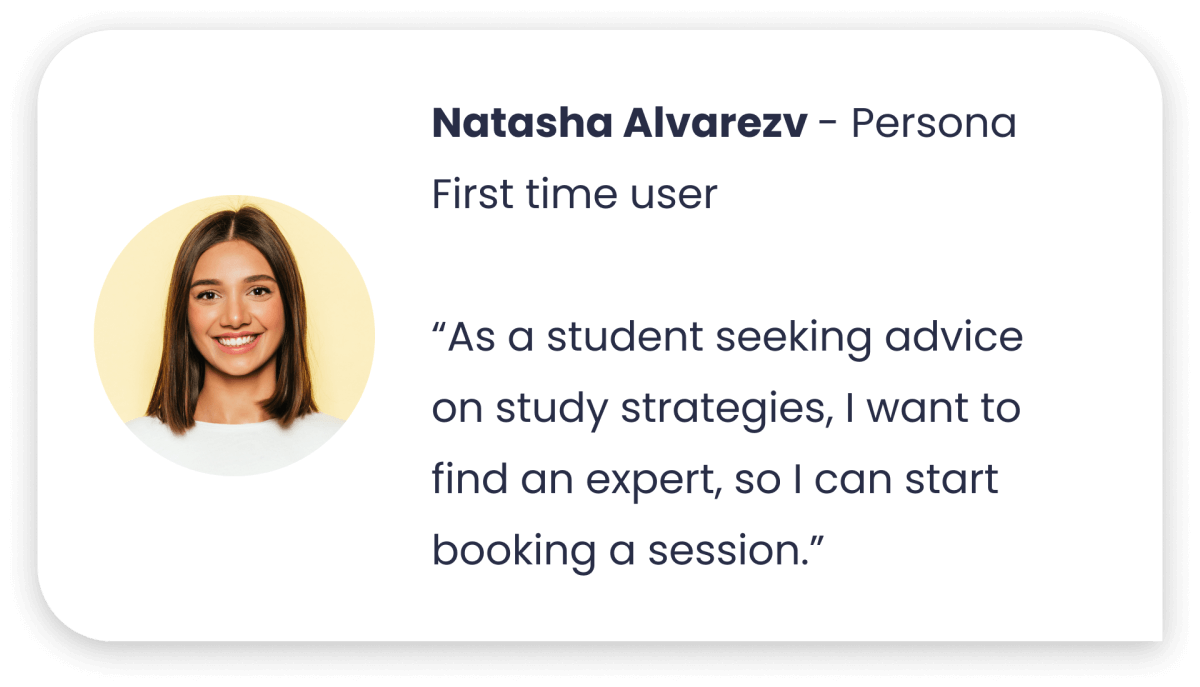 Natasha Alvarezv - Persona
First time user
“As a student seeking advice
on study strategies, I want to
find an expert, so I can start
booking a session.”